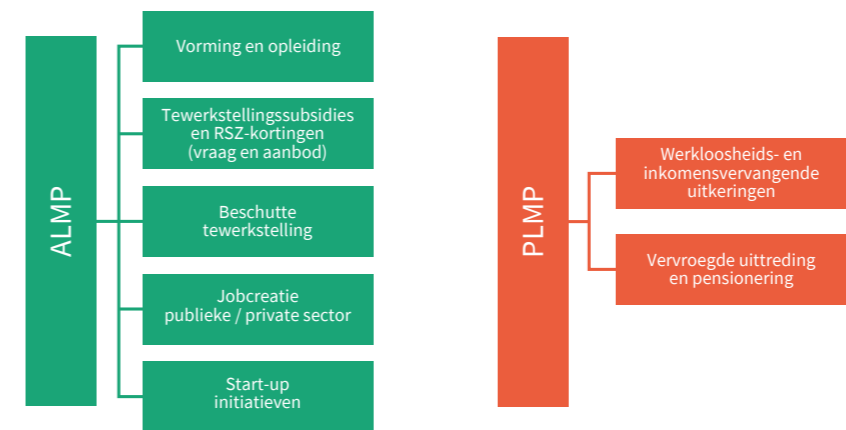 ALMP
Vorming en opleiding
Tewerkstellingssubsidies
en RSZ-kortingen
(vraag en aanbod)
Beschutte
tewerkstelling
Jobcreatie
publieke / private sector
Start-up
initiatieven
PLMP
Werkloosheids- en
inkomensvervangende
uitkeringen
Vervroegde uittreding
en pensionering